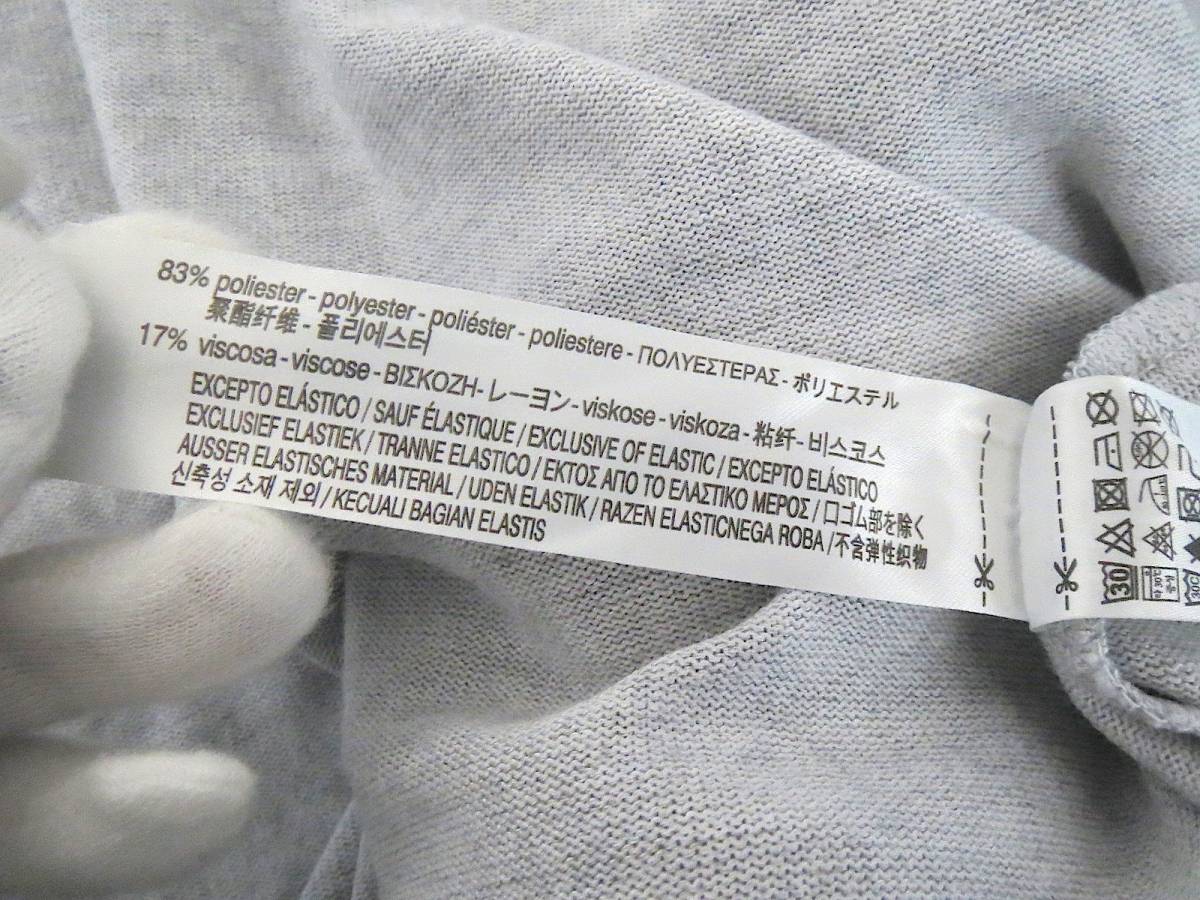 83% poliester - polyester - poliéster - poliestere - ΠΟΛΥΕΣΤΕΡΑΣ - ポリエステル
聚酯纤维 - 폴리에스터
17% viscosa - viscose - ΒΙΣΚΟΖΗ - レーヨン - viskose - viskoza - 粘纤 - 비스코스
EXCEPTO ELÁSTICO / SAUF ÉLASTIQUE / EXCLUSIVE OF ELASTIC / EXCEPTO ELÁSTICO
EXCLUSIEF ELASTIEK / TRANNE ELASTICO / ΕΚΤΟΣ ΑΠΟ ΤΟ ΕΛΑΣΤΙΚΟ ΜΕΡΟΣ / 口ゴム部を除く
AUSSER ELASTISCHES MATERIAL / UDEN ELASTIK / RAZEN ELASTICNEGA ROBA / 不含弹性织物
신축성 소재 제외 / KECUALI BAGIAN ELASTIS
30